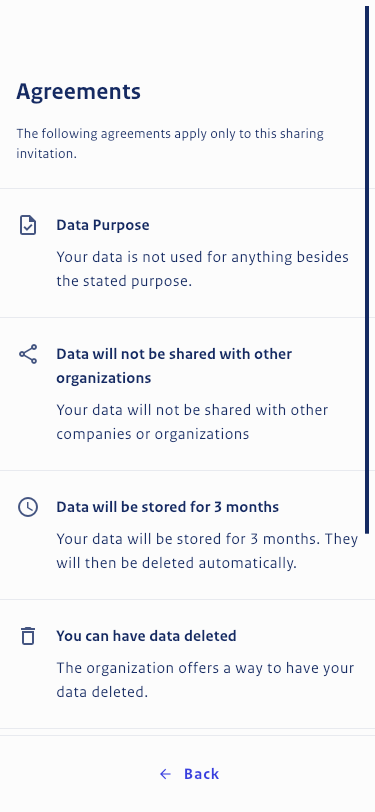 Agreements
The following agreements apply only to this sharing
invitation.
Data Purpose
Your data is not used for anything besides
the stated purpose.
Data will not be shared with other
organizations
Your data will not be shared with other
companies or organizations
Data will be stored for 3 months
Your data will be stored for 3 months. They
will then be deleted automatically.
You can have data deleted
The organization offers a way to have your
data deleted.
Back